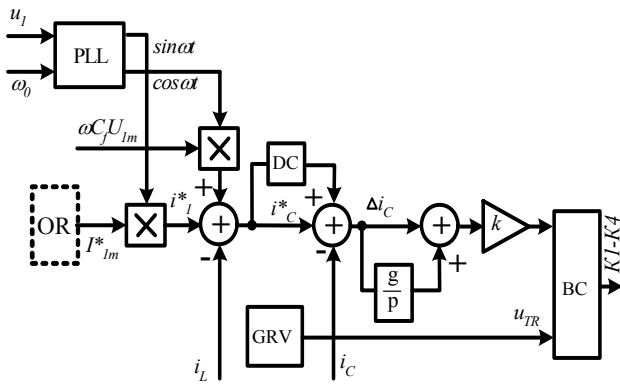 u1
PLL
sinωt
ω0
cosωt
ωCfU1m
DC
i*1
i*C
ΔiC
k
OR
I*1m
+
-
+
-
+
g/p
BC
K1-K4
GRV
uTR
iL
iC